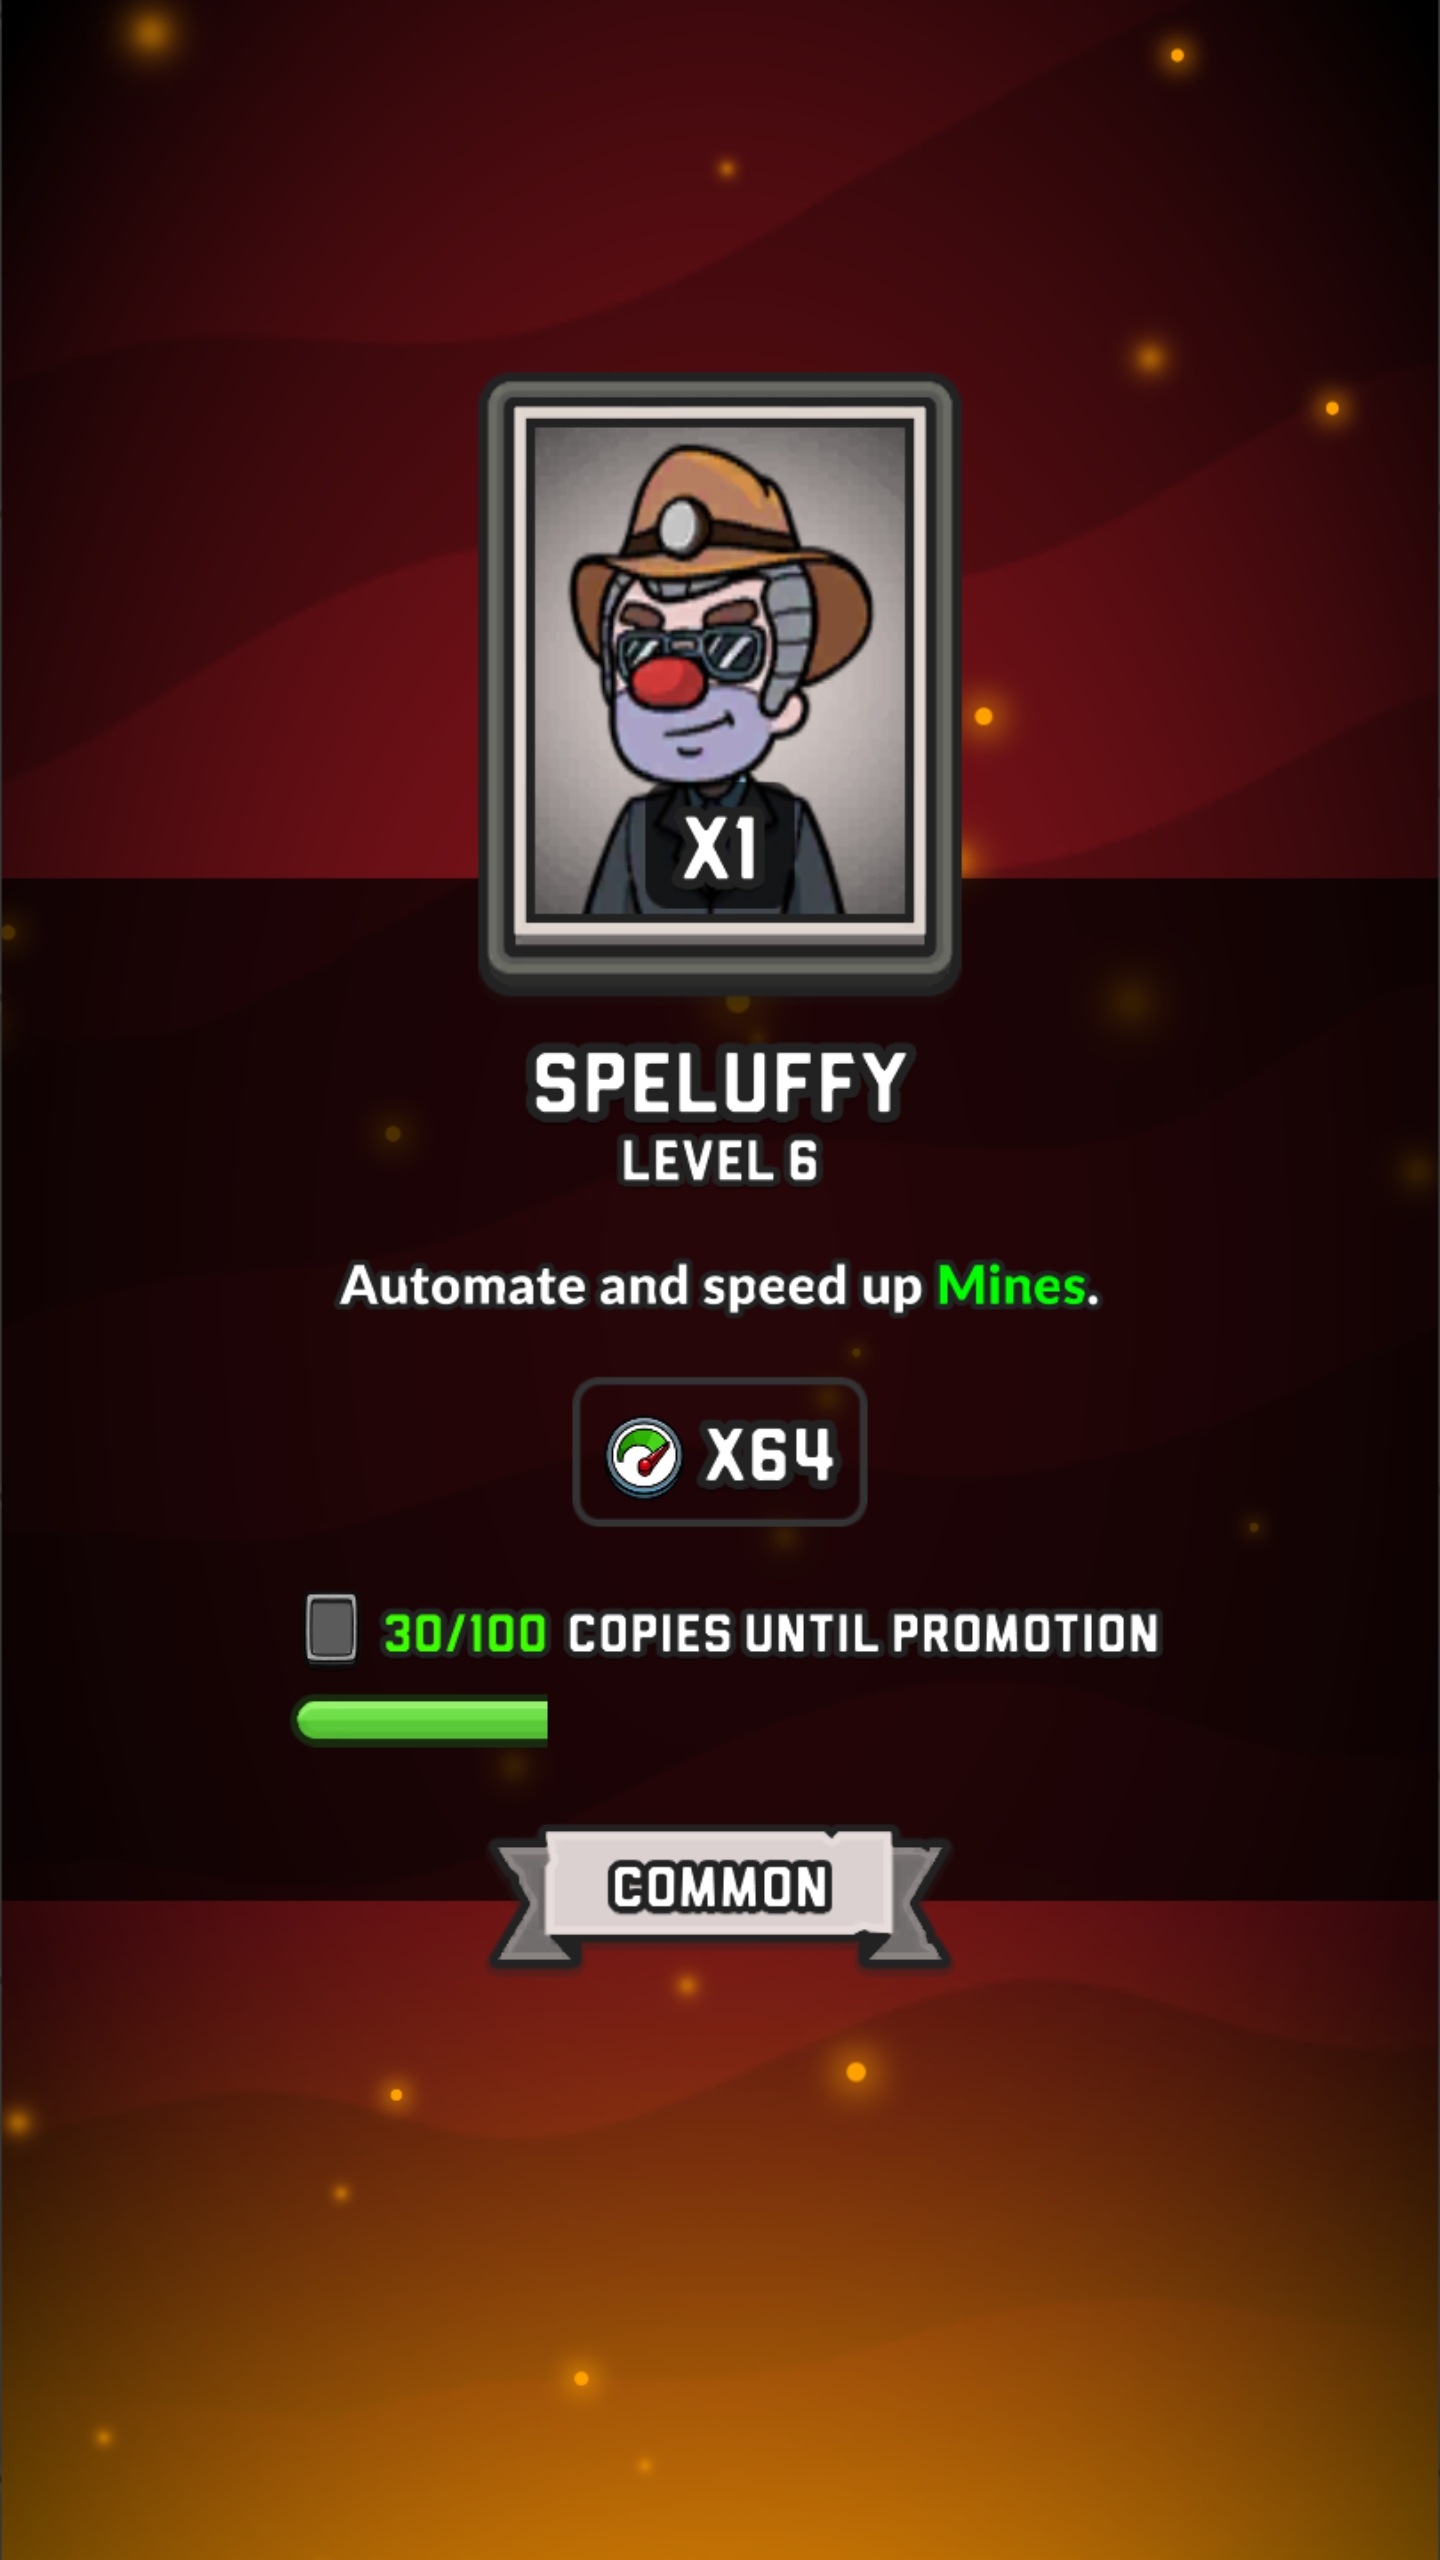 X1
SPELUFFY
LEVEL 6
Automate and speed up Mines.
X64
30/100 COPIES UNTIL PROMOTION
COMMON